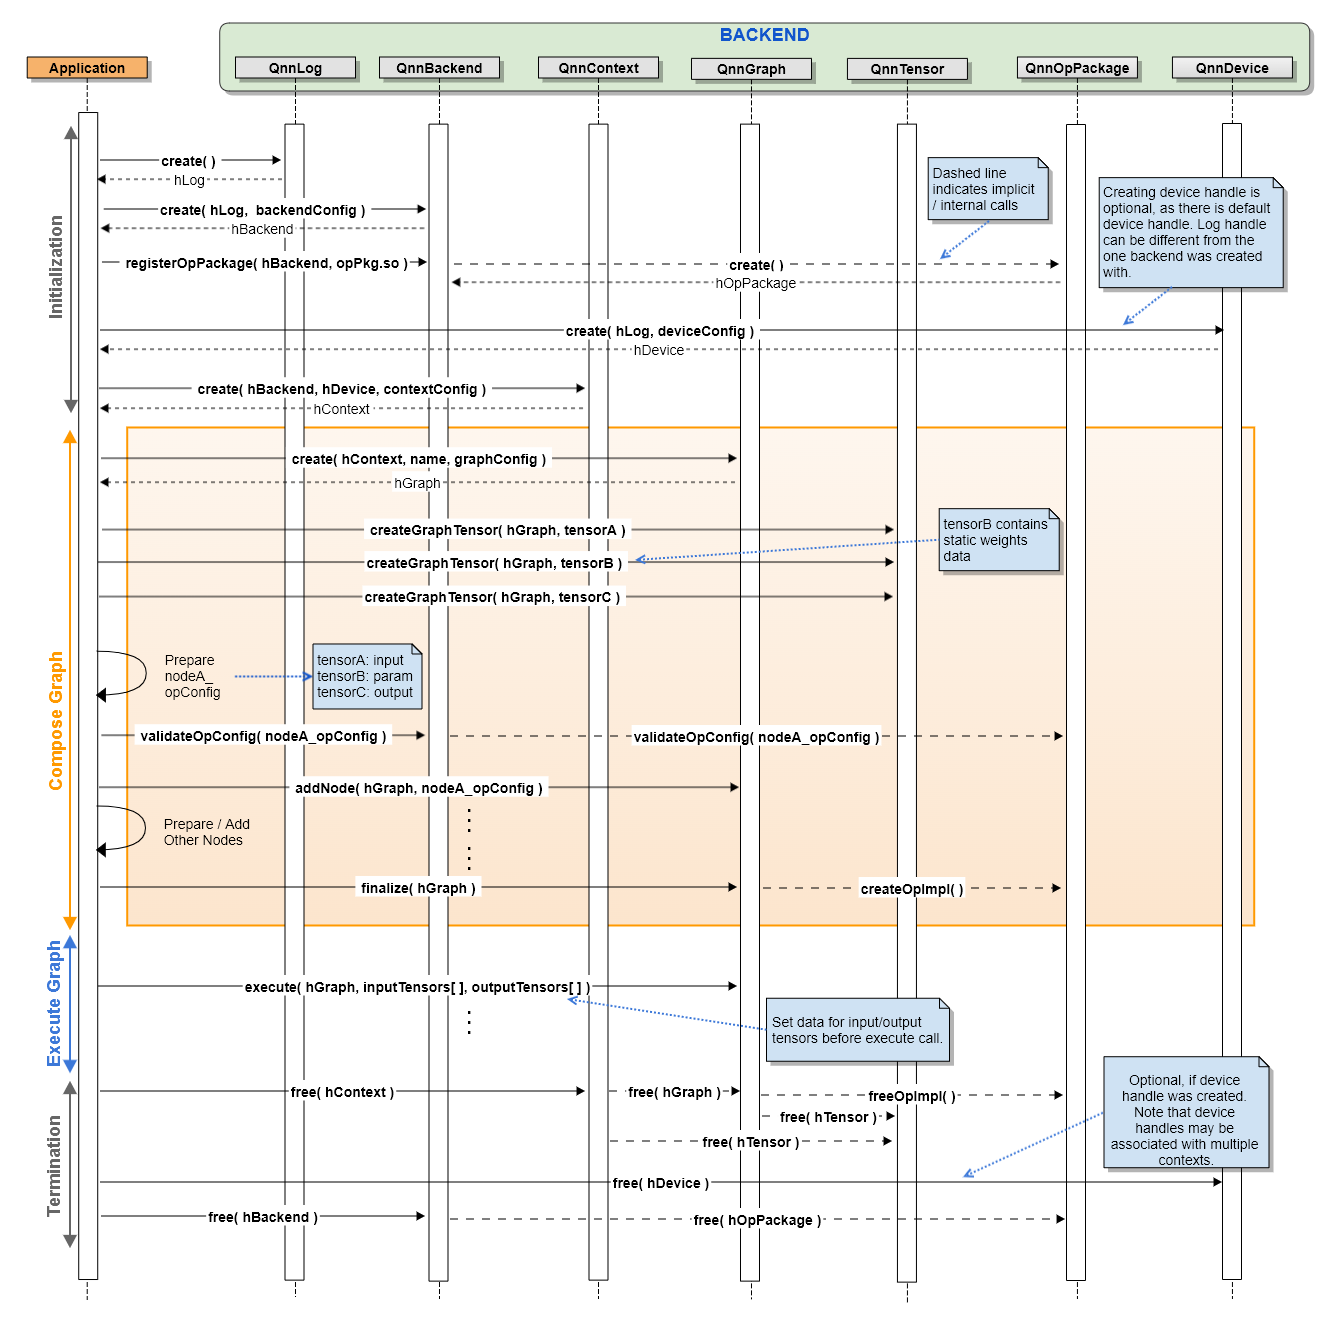 BACKEND
Application
QnnLog
QnnBackend
QnnContext
QnnGraph
QnnTensor
QnnOpPackage
QnnDevice
Initialization
create( )
hLog
Dashed line
indicates implicit
/ internal calls
Creating device handle is
optional, as there is default
device handle. Log handle
can be different from the
one backend was created
with.
create( hLog,  backendConfig )
hBackend
registerOpPackage( hBackend, opPkg.so )
create( )
hOpPackage
create( hLog, deviceConfig )
hDevice
create( hBackend, hDevice, contextConfig )
hContext
Compose Graph
create( hContext, name, graphConfig )
hGraph
createGraphTensor( hGraph, tensorA )
tensorB contains
static weights
data
createGraphTensor( hGraph, tensorB )
createGraphTensor( hGraph, tensorC )
Prepare
nodeA_
opConfig
tensorA: input
tensorB: param
tensorC: output
validateOpConfig( nodeA_opConfig )
validateOpConfig( nodeA_opConfig )
addNode( hGraph, nodeA_opConfig )
Prepare / Add
Other Nodes
finalize( hGraph )
createOpImpl( )
Execute Graph
execute( hGraph, inputTensors[ ], outputTensors[ ] )
Set data for input/output
tensors before execute call.
Termination
free( hContext )
free( hGraph )
freeOpImpl( )
free( hTensor )
free( hTensor )
Optional, if device
handle was created.
Note that device
handles may be
associated with multiple
contexts.
free( hDevice )
free( hBackend )
free( hOpPackage )